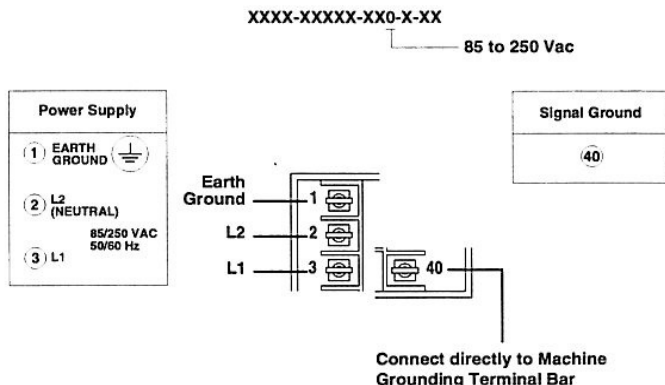 XXXX-XXXXX-XX0-X-XX
85 to 250 Vac
Power Supply
1 EARTH
GROUND
2 L2
(NEUTRAL)
85/250 VAC
50/60 Hz
3 L1
Signal Ground
40
Earth
Ground
1
L2
2
L1
3
40
Connect directly to Machine
Grounding Terminal Bar